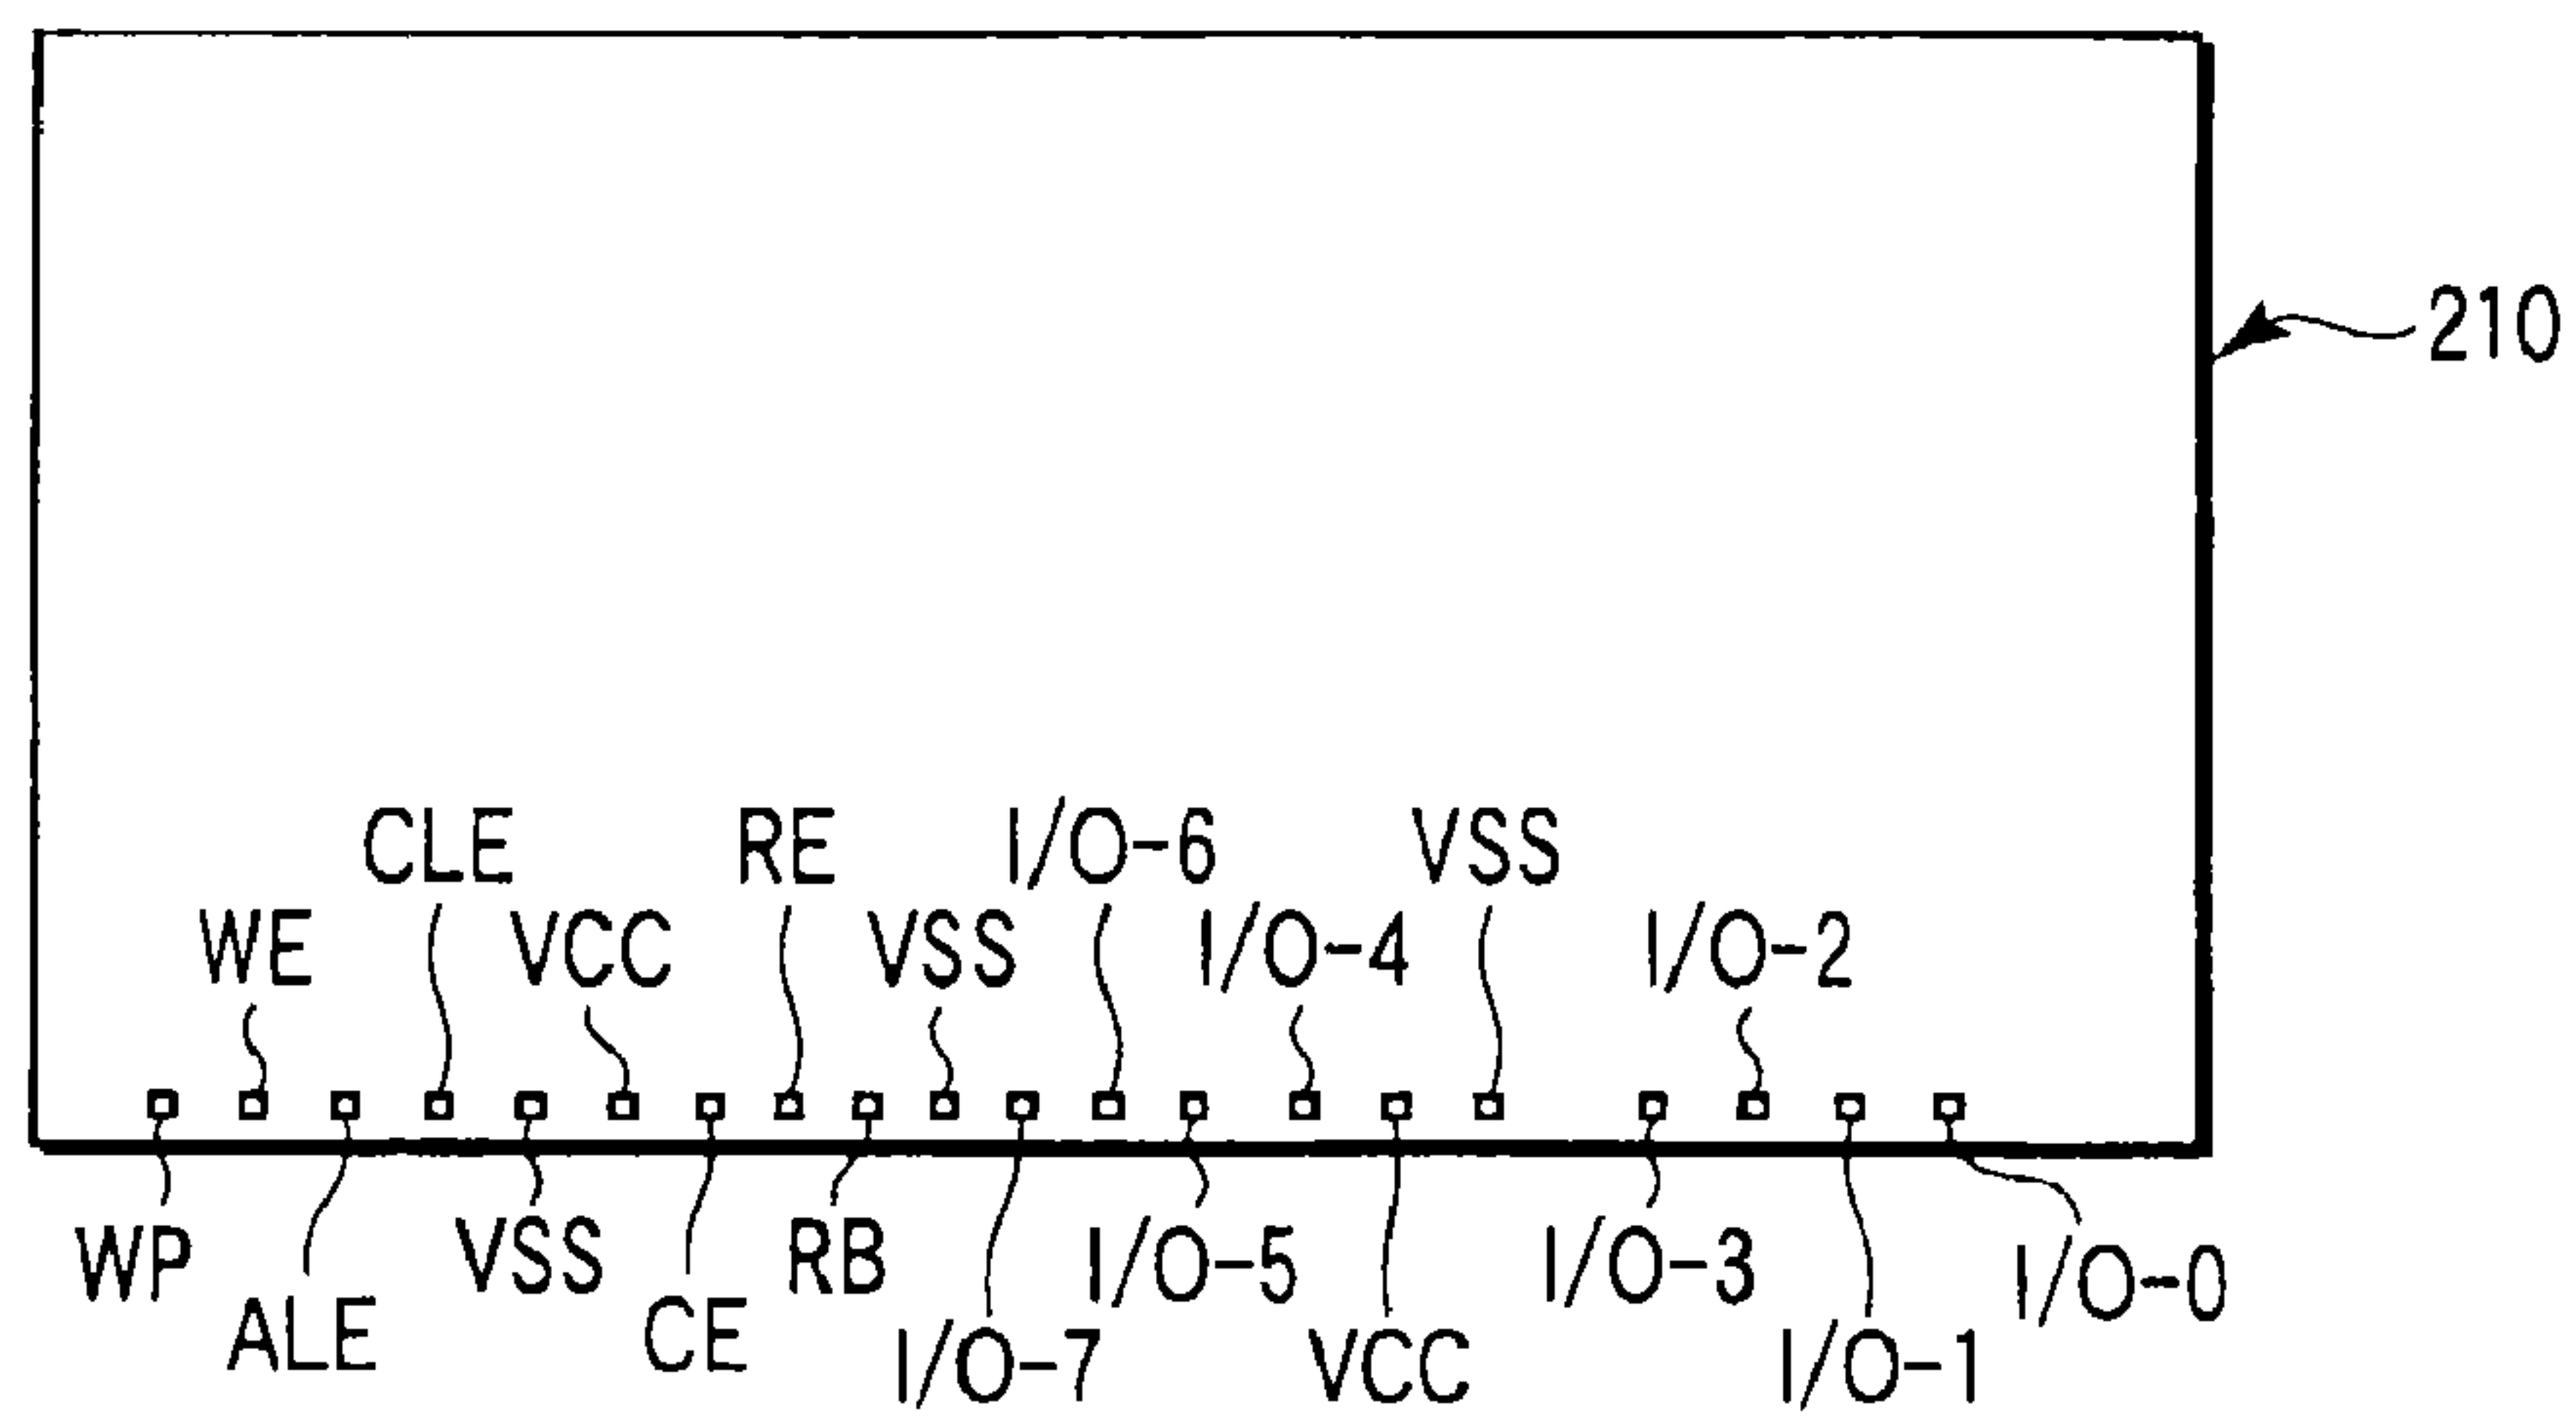 210
CLE RE I/O-6 VSS
WE VCC VSS I/O-4 I/O-2
WP VSS RB I/O-5 I/O-3 I/O-0
ALE CE I/O-7 VCC I/O-1